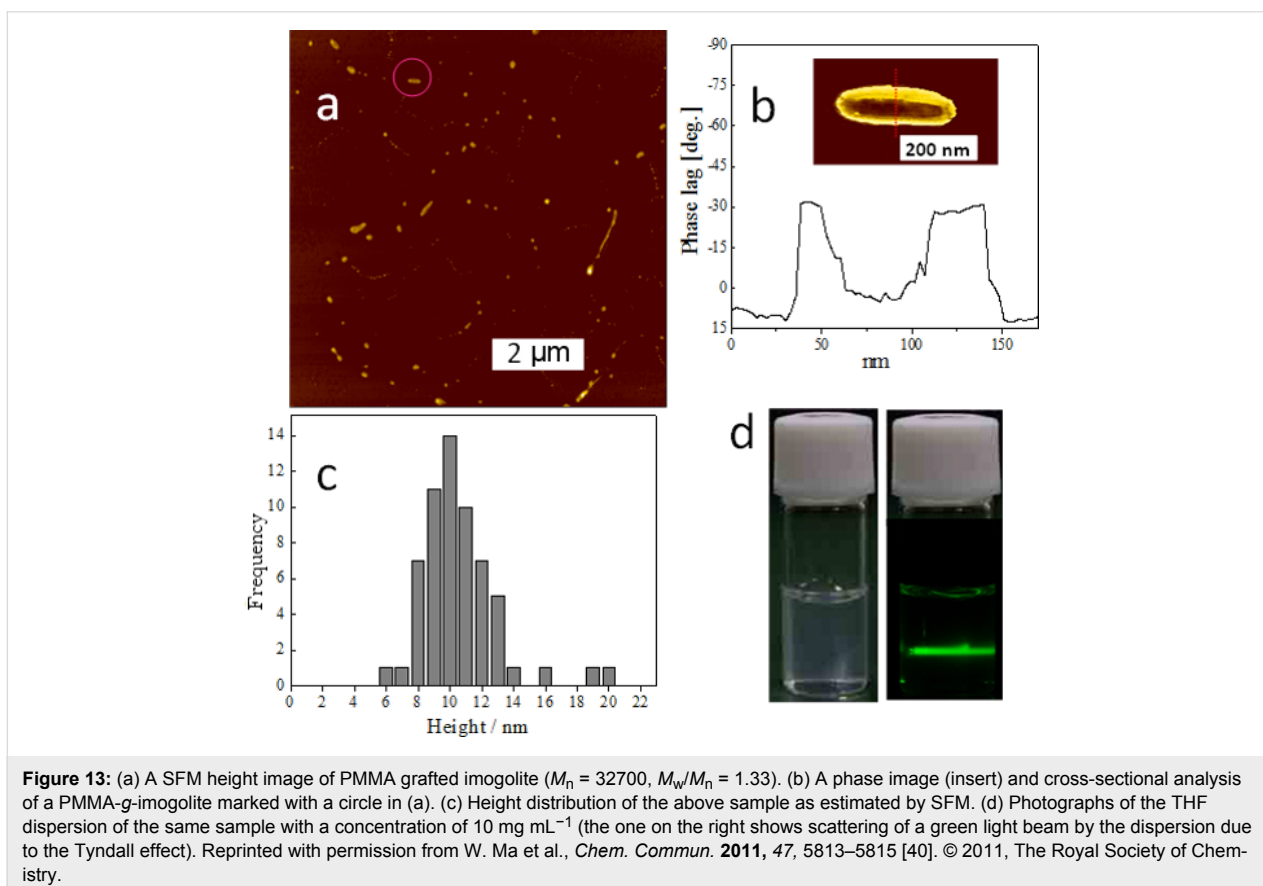 a
2 µm
b
200 nm
-90
-75
-60
-45
-30
-15
0
15
Phase lag [deg.]
0 50 100 150
nm
c
14
12
10
8
6
4
2
0
Frequency
0 2 4 6 8 10 12 14 16 18 20 22
Height / nm
d
Figure 13: (a) A SFM height image of PMMA grafted imogolite (Mn = 32700, Mw/Mn = 1.33). (b) A phase image (insert) and cross-sectional analysis
of a PMMA-g-imogolite marked with a circle in (a). (c) Height distribution of the above sample as estimated by SFM. (d) Photographs of the THF
dispersion of the same sample with a concentration of 10 mg mL⁻¹ (the one on the right shows scattering of a green light beam by the dispersion due
to the Tyndall effect). Reprinted with permission from W. Ma et al., Chem. Commun. 2011, 47, 5813–5815 [40]. © 2011, The Royal Society of Chem-
istry.